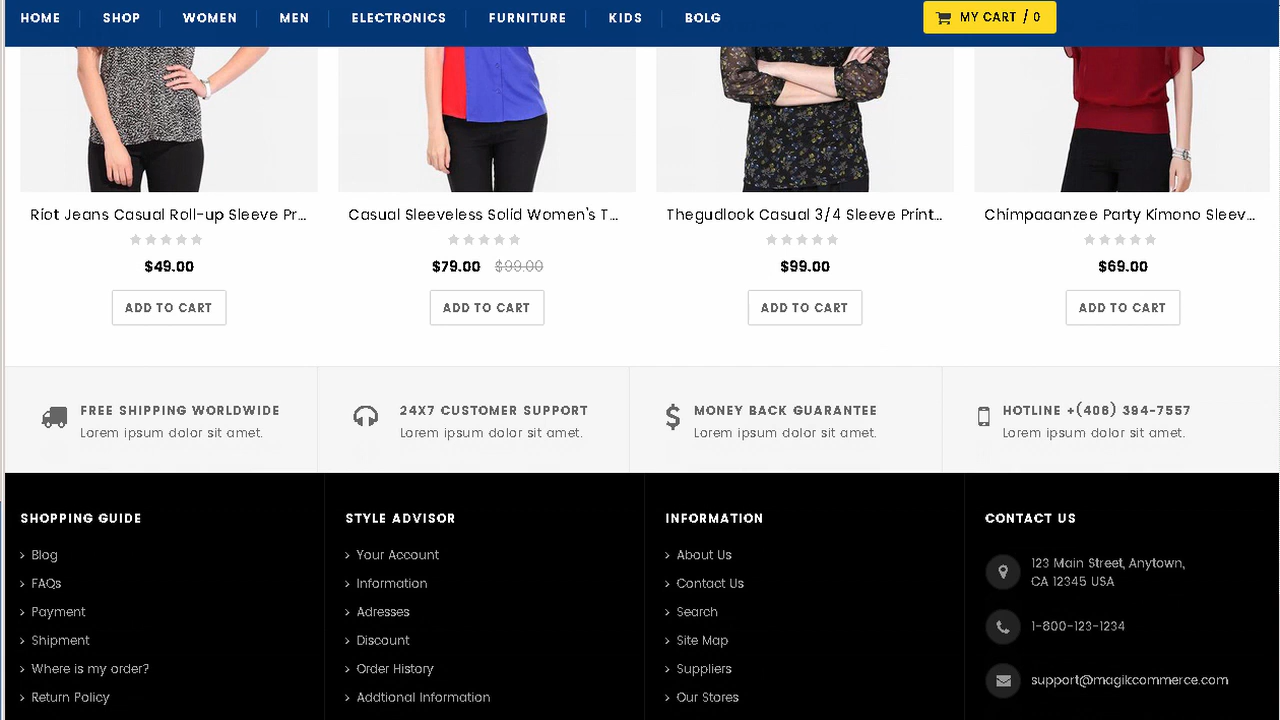 HOME SHOP WOMEN MEN ELECTRONICS FURNITURE KIDS BOLG MY CART / 0
Riot Jeans Casual Roll-up Sleeve Pr... Casual Sleeveless Solid Women's T... Thegudlook Casual 3/4 Sleeve Print... Chimpaaanzee Party Kimono Sleev...
$49.00 $79.00 $99.00 $99.00 $69.00
ADD TO CART ADD TO CART ADD TO CART ADD TO CART
FREE SHIPPING WORLDWIDE 24X7 CUSTOMER SUPPORT MONEY BACK GUARANTEE HOTLINE +(408) 394-7557
Lorem ipsum dolor sit amet. Lorem ipsum dolor sit amet. Lorem ipsum dolor sit amet. Lorem ipsum dolor sit amet.
SHOPPING GUIDE
Blog
FAQs
Payment
Shipment
Where is my order?
Return Policy
STYLE ADVISOR
Your Account
Information
Adresses
Discount
Order History
Addtional Information
INFORMATION
About Us
Contact Us
Search
Site Map
Suppliers
Our Stores
CONTACT US
123 Main Street, Anytown,
CA 12345 USA
1-800-123-1234
support@magikcommerce.com